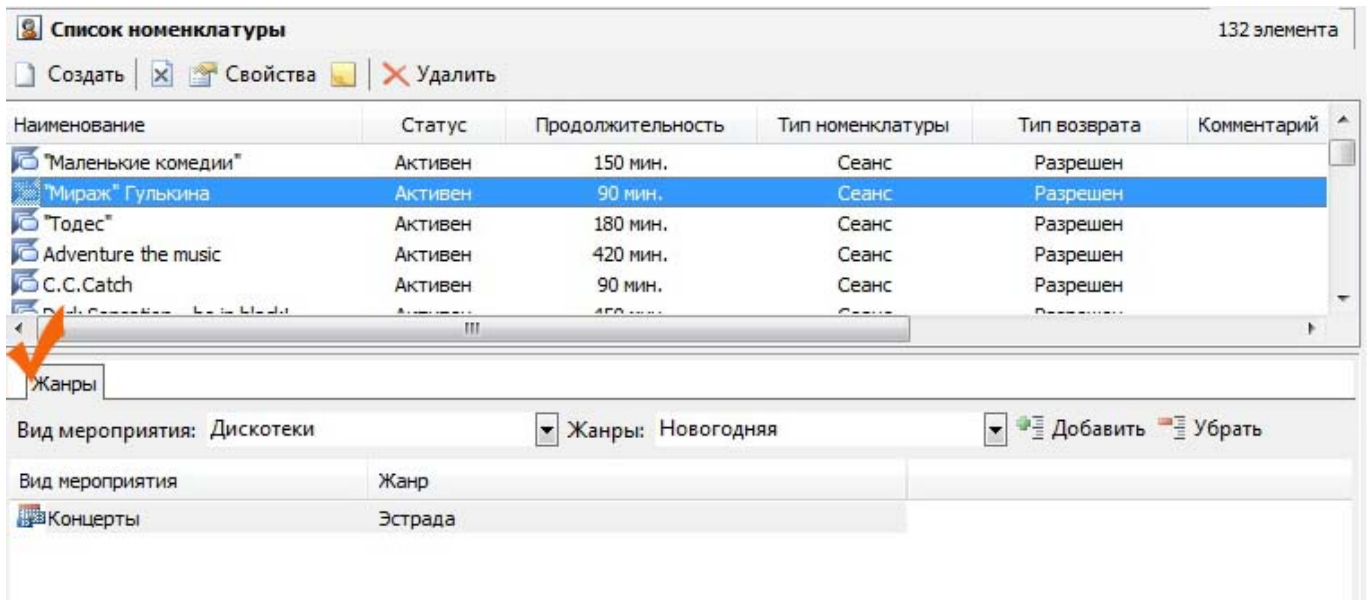 Список номенклатуры 132 элемента
Создать Свойства Удалить
Наименование Статус Продолжительность Тип номенклатуры Тип возврата Комментарий
"Маленькие комедии" Активен 150 мин. Сеанс Разрешен
"Мираж" Гулькина Активен 90 мин. Сеанс Разрешен
"Тодес" Активен 180 мин. Сеанс Разрешен
Adventure the music Активен 420 мин. Сеанс Разрешен
C.C.Catch Активен 90 мин. Сеанс Разрешен
Жанры
Вид мероприятия: Дискотеки Жанры: Новогодняя Добавить Убрать
Вид мероприятия Жанр
Концерты Эстрада